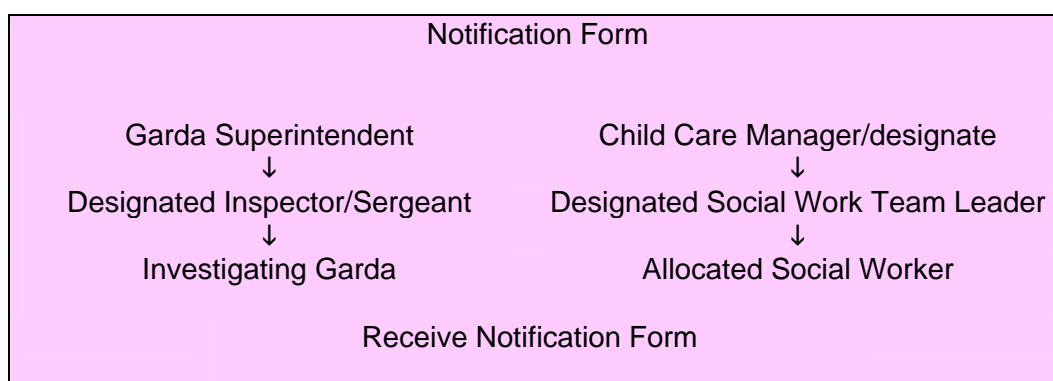 Notification Form
Garda Superintendent Child Care Manager/designate
↓ ↓
Designated Inspector/Sergeant Designated Social Work Team Leader
↓ ↓
Investigating Garda Allocated Social Worker
Receive Notification Form